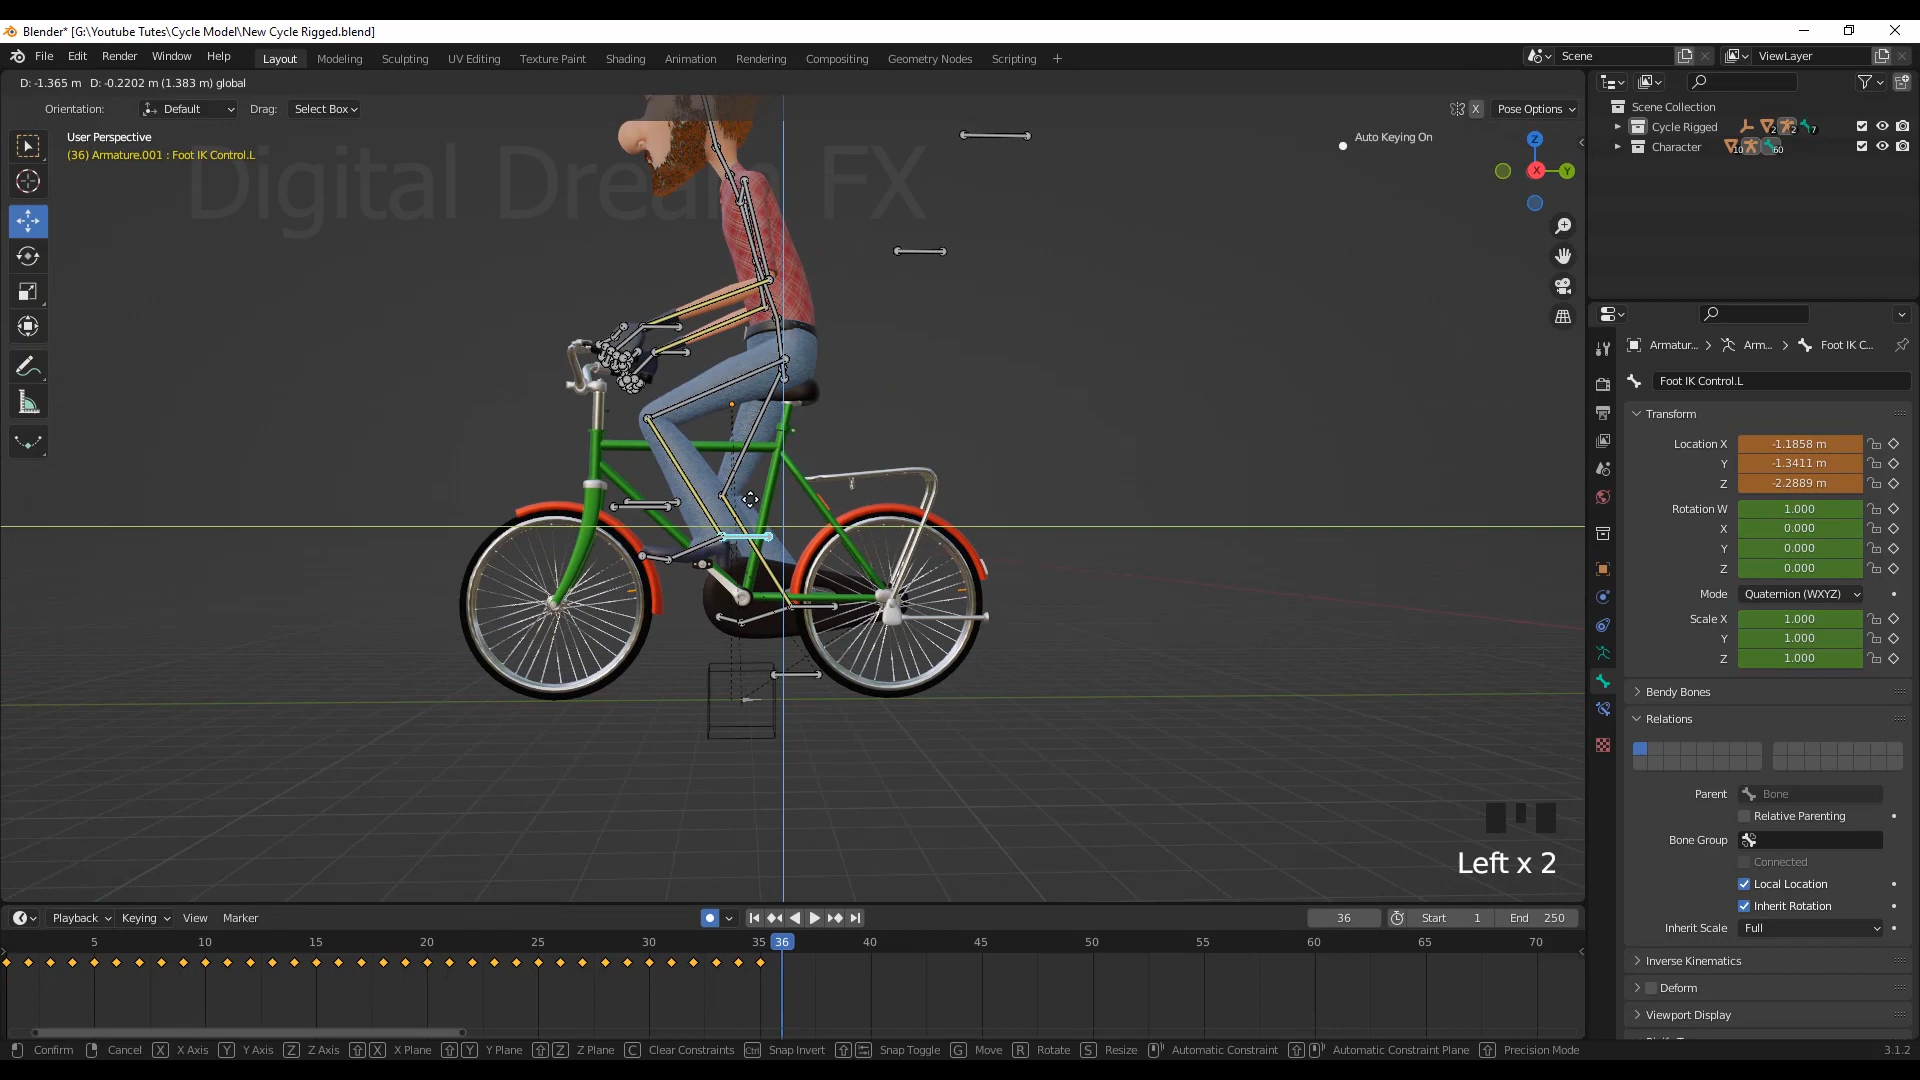 Blender* [G:\Youtube Tutes\Cycle Model\New Cycle Rigged.blend]
File Edit Render Window Help Layout Modeling Sculpting UV Editing Texture Paint Shading Animation Rendering Compositing Geometry Nodes Scripting + Scene ViewLayer
D: -1.365 m D: -0.2202 m (1.383 m) global
Orientation: Default Drag: Select Box X Pose Options
User Perspective
(36) Armature.001 : Foot IK Control.L
Auto Keying On
Digital Dream FX
Z
X
Y
Left x 2
Scene Collection
Cycle Rigged 2 2 7
Character 10 60
Armatur... Arm... Foot IK C...
Foot IK Control.L
Transform
Location X -1.1858 m
Y -1.3411 m
Z -2.2889 m
Rotation W 1.000
X 0.000
Y 0.000
Z 0.000
Mode Quaternion (WXYZ)
Scale X 1.000
Y 1.000
Z 1.000
Bendy Bones
Relations
Parent Bone
Relative Parenting
Bone Group
Connected
Local Location
Inherit Rotation
Inherit Scale Full
Inverse Kinematics
Deform
Viewport Display
Playback Keying View Marker 36 Start 1 End 250
5 10 15 20 25 30 35 36 40 45 50 55 60 65 70
Confirm Cancel X X Axis Y Y Axis Z Z Axis X X Plane Y Y Plane Z Z Plane C Clear Constraints Ctrl Snap Invert Snap Toggle G Move R Rotate S Resize Automatic Constraint Automatic Constraint Plane Precision Mode 3.1.2